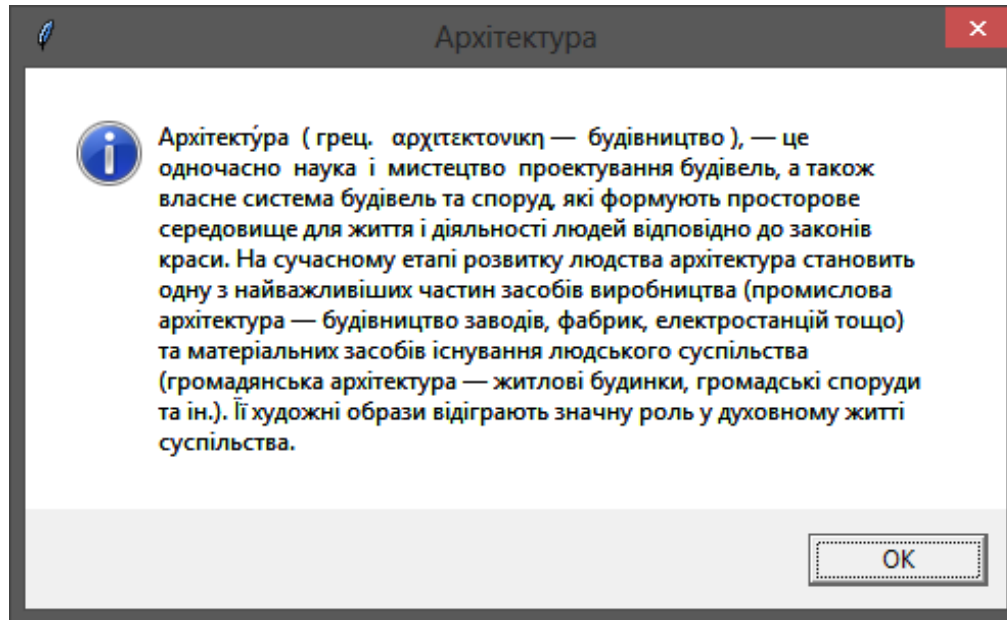 Архітектура
Архітекту́ра ( грец. αρχιτεκτονικη — будівництво ), — це
одночасно наука і мистецтво проектування будівель, а також
власне система будівель та споруд, які формують просторове
середовище для життя і діяльності людей відповідно до законів
краси. На сучасному етапі розвитку людства архітектура становить
одну з найважливіших частин засобів виробництва (промислова
архітектура — будівництво заводів, фабрик, електростанцій тощо)
та матеріальних засобів існування людського суспільства
(громадянська архітектура — житлові будинки, громадські споруди
та ін.). Її художні образи відіграють значну роль у духовному житті
суспільства.
OK